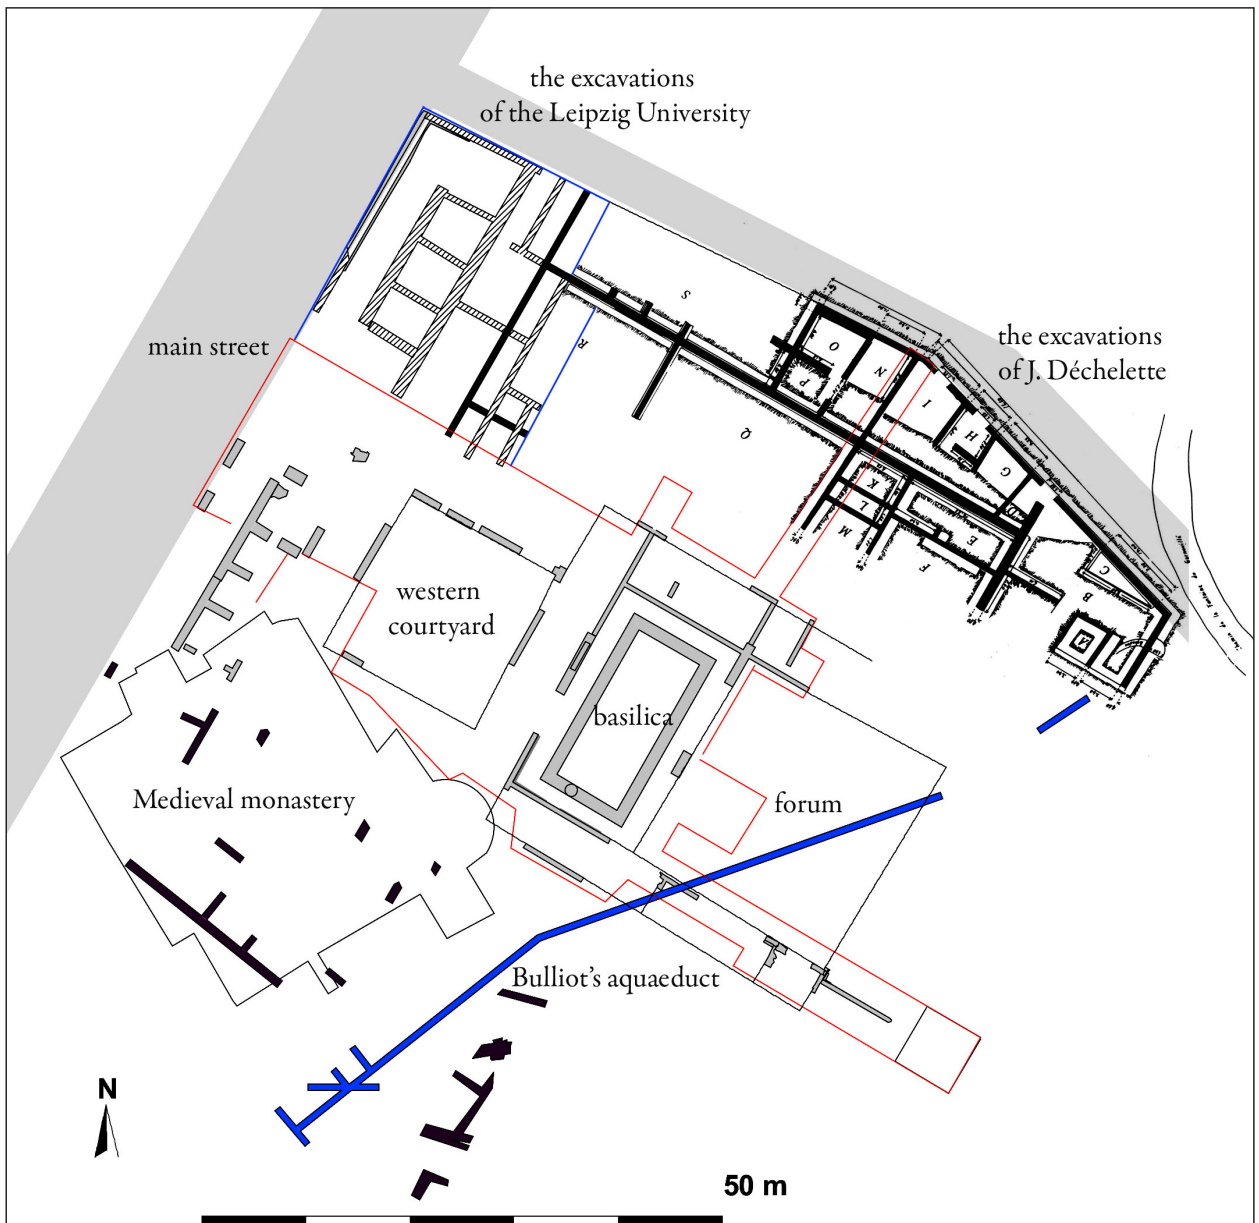 the excavations
of the Leipzig University
the excavations
of J. Déchelette
main street
S
R
Q
O
P
N
I
H
G
K
L
M
E
F
D
C
B
A
western
courtyard
basilica
Medieval monastery
forum
Bulliot's aquaeduct
N
50 m